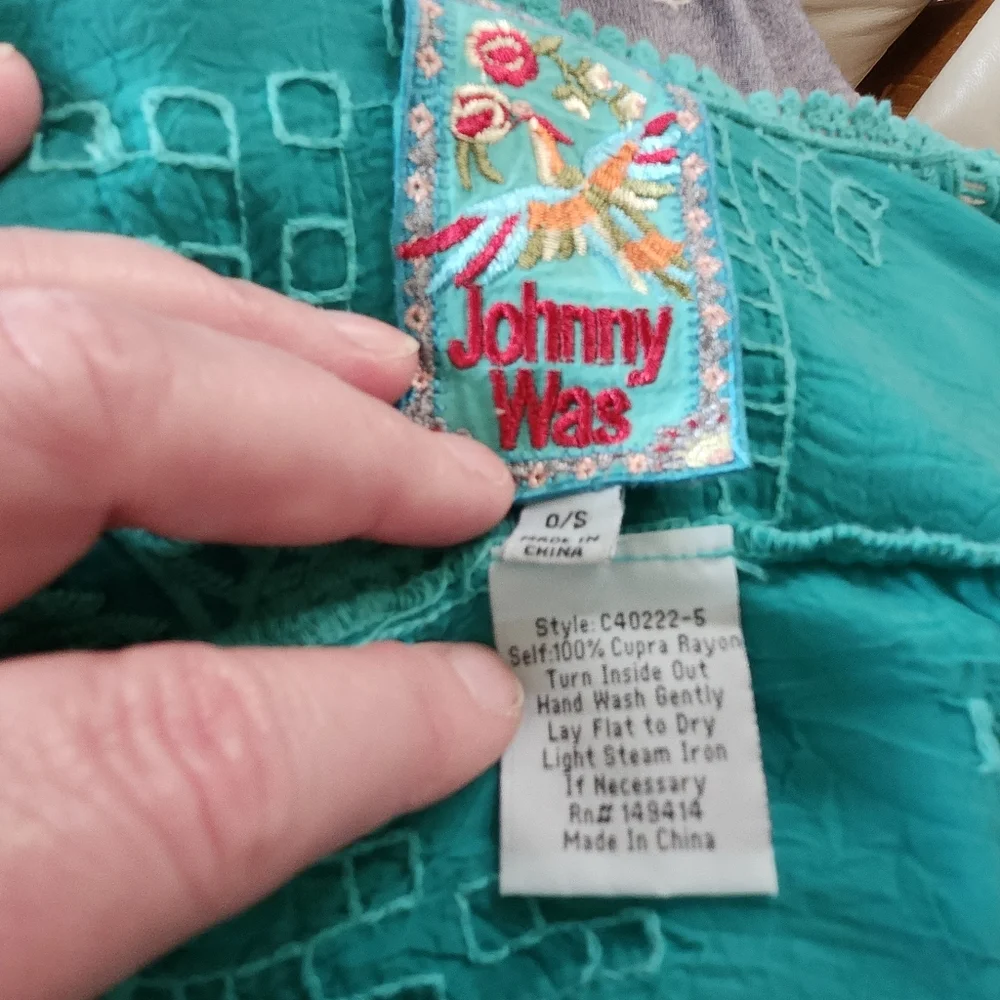 Johnny
Was
O/S
MADE IN
CHINA
Style: C40222-5
Self:100% Cupra Rayon
Turn Inside Out
Hand Wash Gently
Lay Flat to Dry
Light Steam Iron
If Necessary
Rn# 149414
Made In China